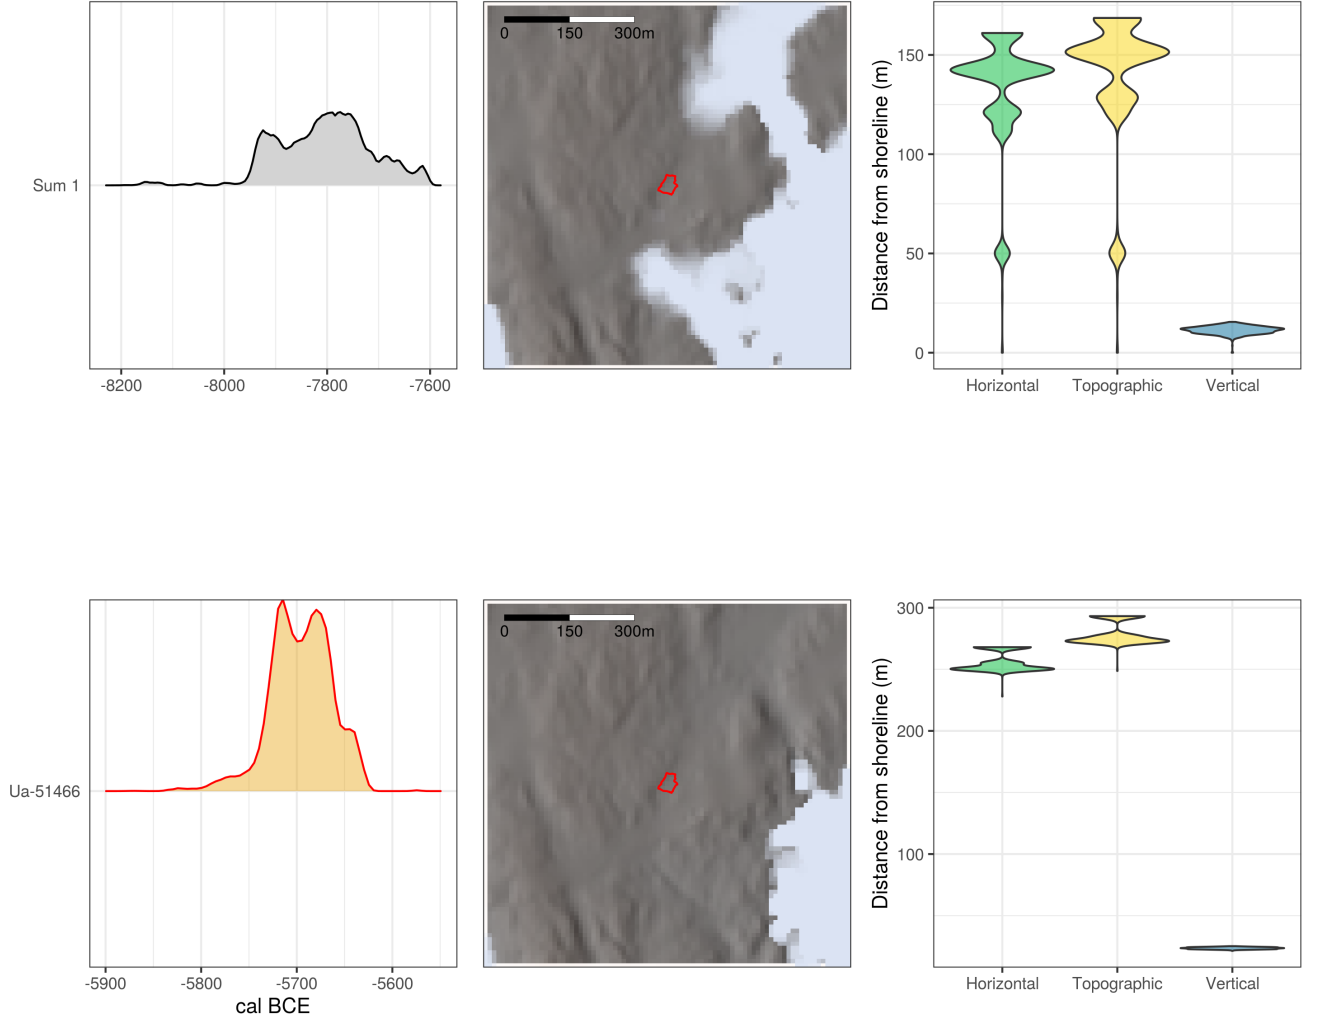 0 150 300m
150
100
50
0
Distance from shoreline (m)
Sum 1
-8200 -8000 -7800 -7600
Horizontal Topographic Vertical
0 150 300m
300
200
100
Distance from shoreline (m)
Ua-51466
-5900 -5800 -5700 -5600
cal BCE
Horizontal Topographic Vertical